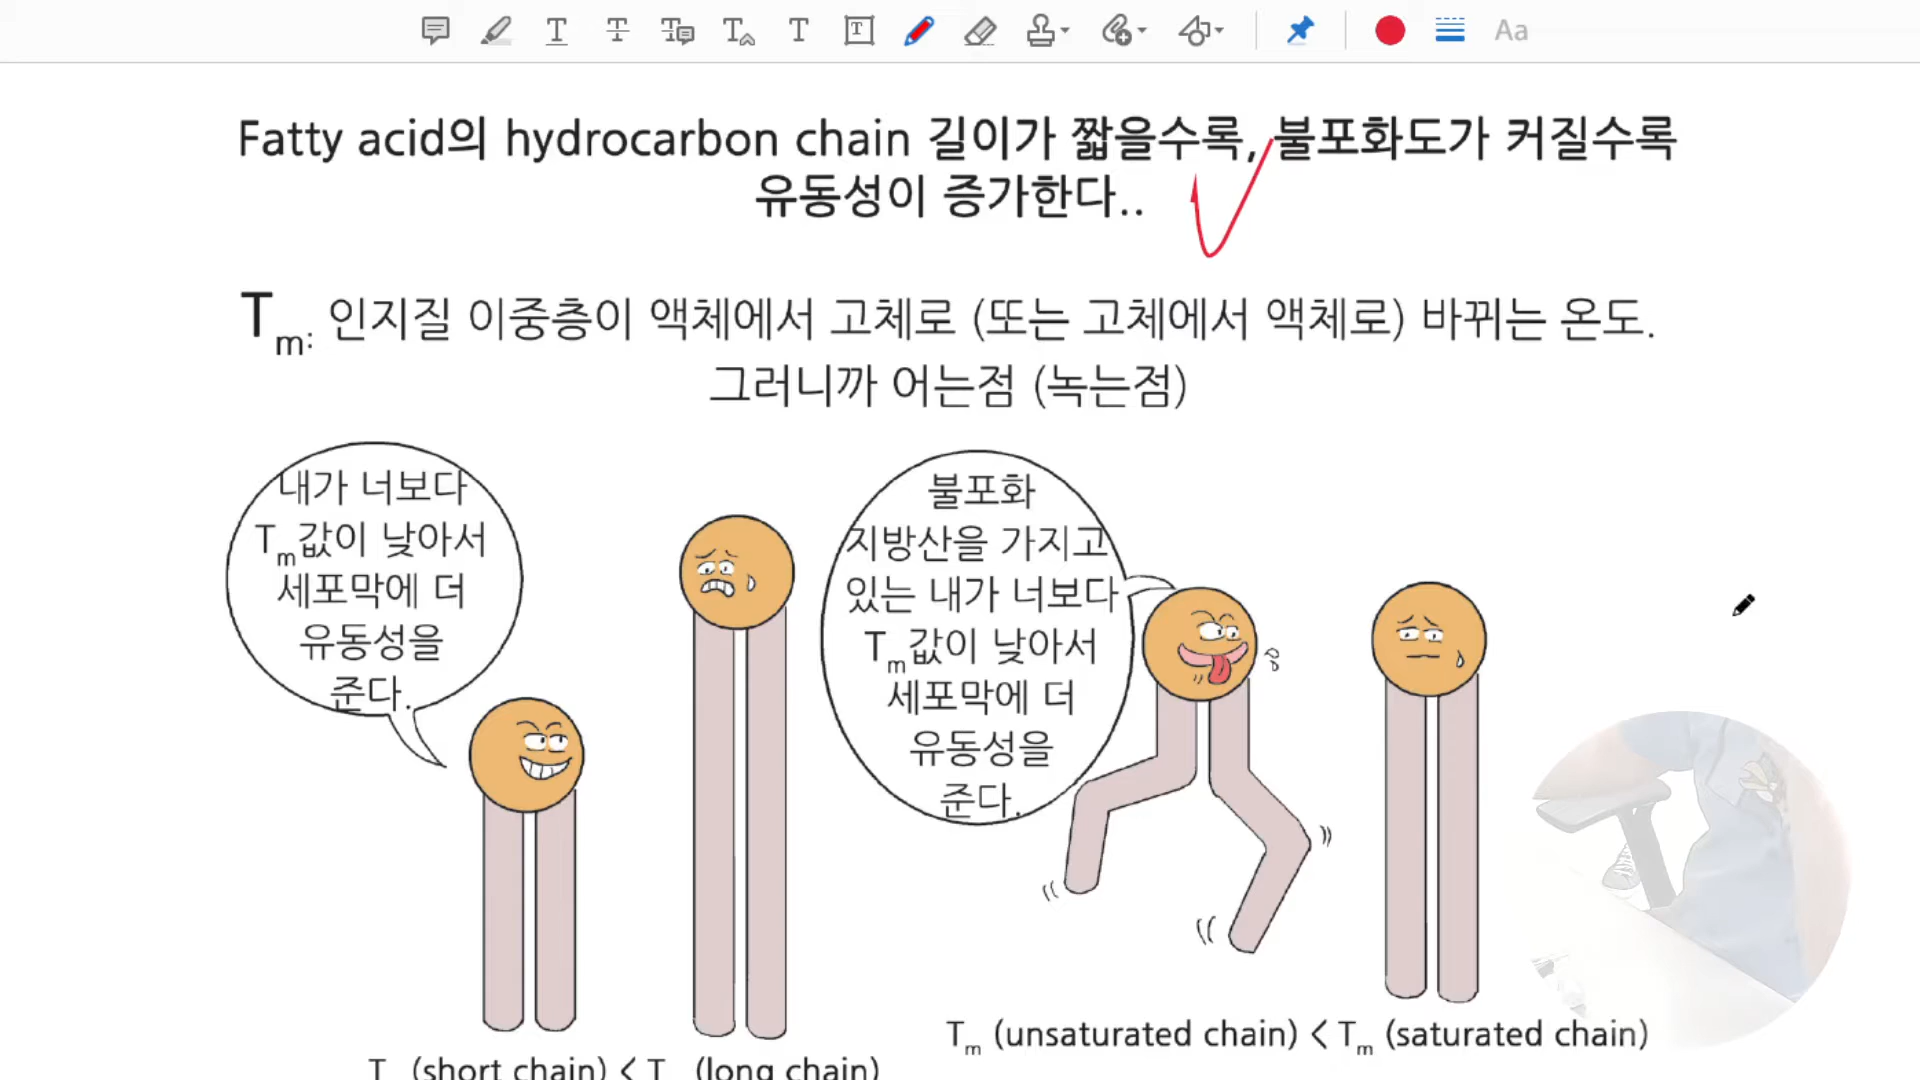 Aa
Fatty acid의 hydrocarbon chain 길이가 짧을수록, 불포화도가 커질수록
유동성이 증가한다..
Tm: 인지질 이중층이 액체에서 고체로 (또는 고체에서 액체로) 바뀌는 온도.
그러니까 어는점 (녹는점)
내가 너보다
Tm값이 낮아서
세포막에 더
유동성을
준다.
불포화
지방산을 가지고
있는 내가 너보다
Tm값이 낮아서
세포막에 더
유동성을
준다.
Tm (unsaturated chain) < Tm (saturated chain)
T (short chain) < T (long chain)